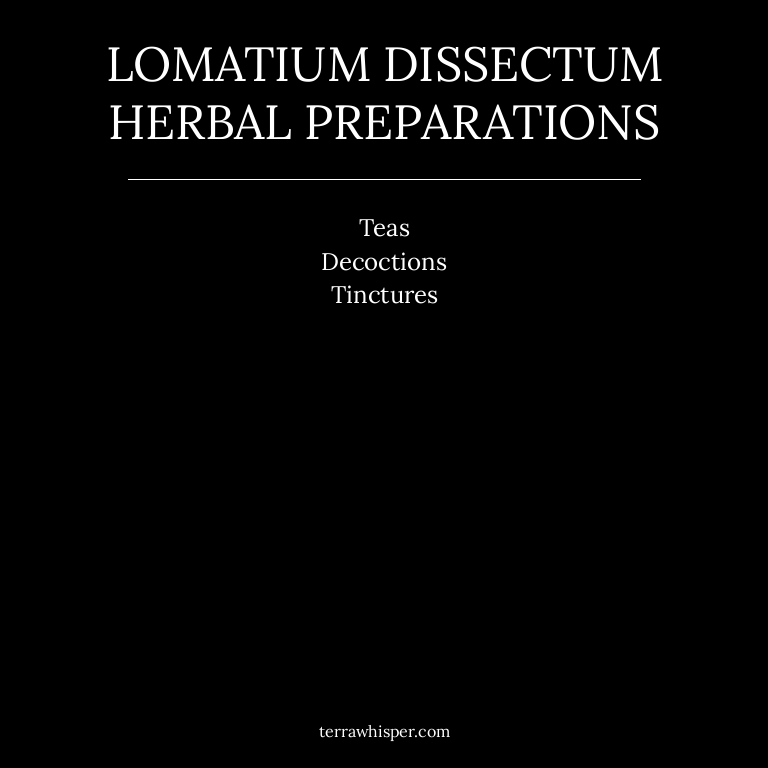 LOMATIUM DISSECTUM
HERBAL PREPARATIONS
Teas
Decoctions
Tinctures
terrawhisper.com